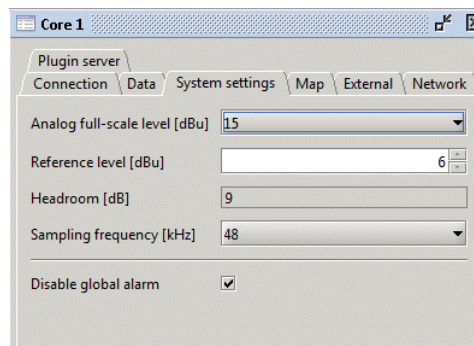 Core 1
Plugin server
Connection Data System settings Map External Network
Analog full-scale level [dBu] 15
Reference level [dBu] 6
Headroom [dB] 9
Sampling frequency [kHz] 48
Disable global alarm